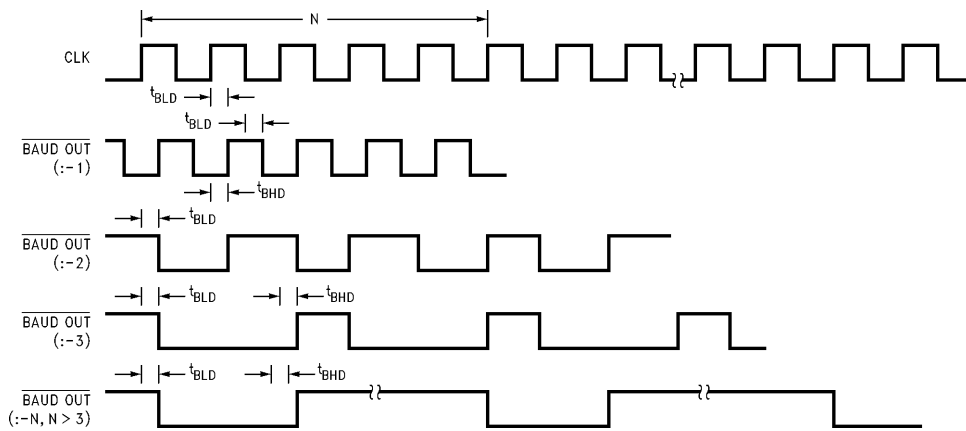 N
CLK
tBLD
tBLD
BAUD OUT
(:-1)
tBHD
tBLD
BAUD OUT
(:-2)
tBLD
tBHD
BAUD OUT
(:-3)
tBLD
tBHD
BAUD OUT
(:-N, N > 3)